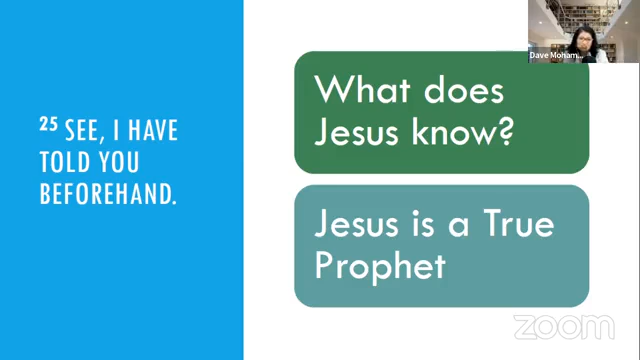 25 SEE, I HAVE
TOLD YOU
BEFOREHAND.
What does
Jesus know?
Jesus is a True
Prophet
Dave Moham...
zoom